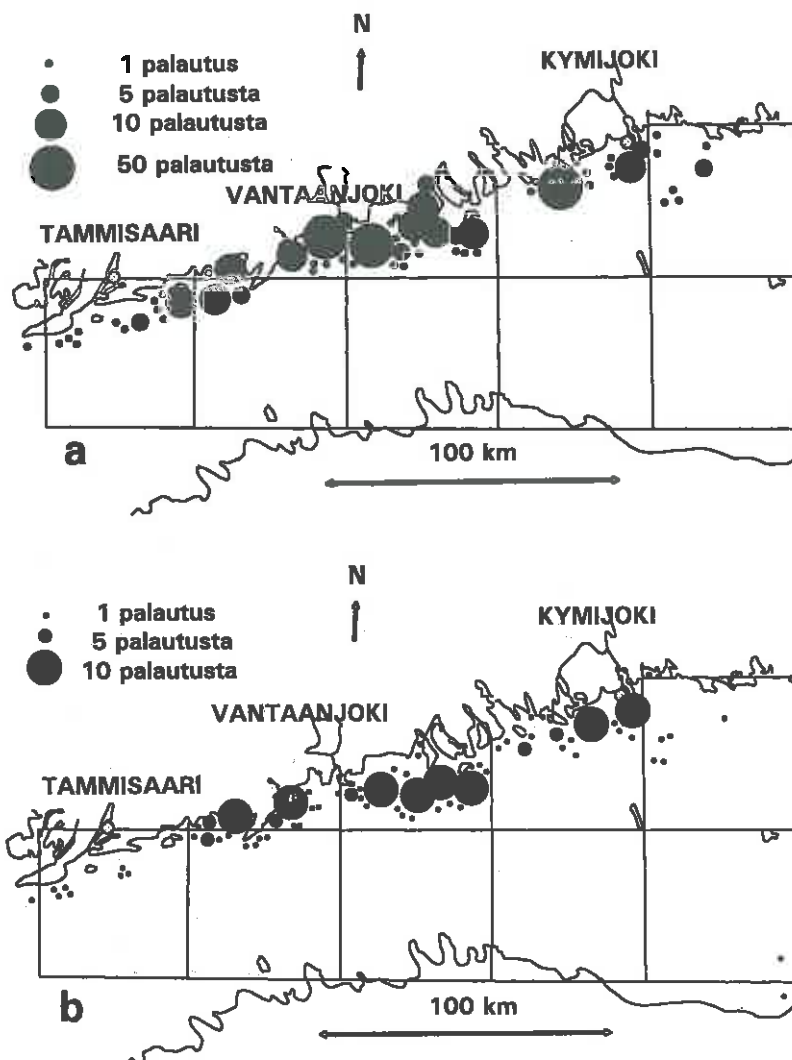 N
KYMIJOKI
1 palautus
5 palautusta
10 palautusta
50 palautusta
VANTAANJOKI
TAMMISAARI
a
100 km
N
KYMIJOKI
1 palautus
5 palautusta
10 palautusta
VANTAANJOKI
TAMMISAARI
b
100 km